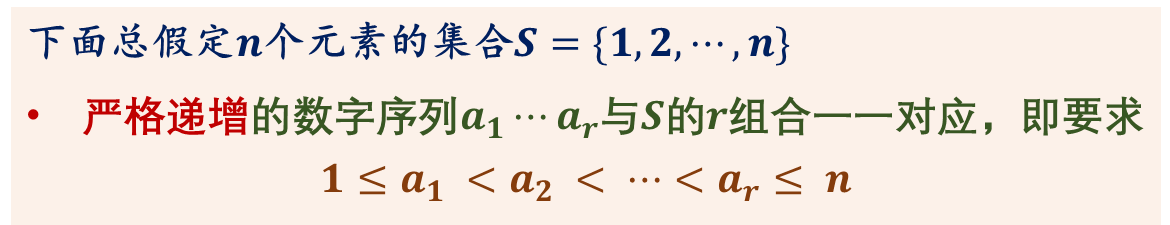 下面总假定n个元素的集合S = {1, 2, ⋯ , n}
• 严格递增的数字序列a₁ ⋯ aᵣ与S的r组合一一对应，即要求
1 ≤ a₁ < a₂ < ⋯ < aᵣ ≤ n